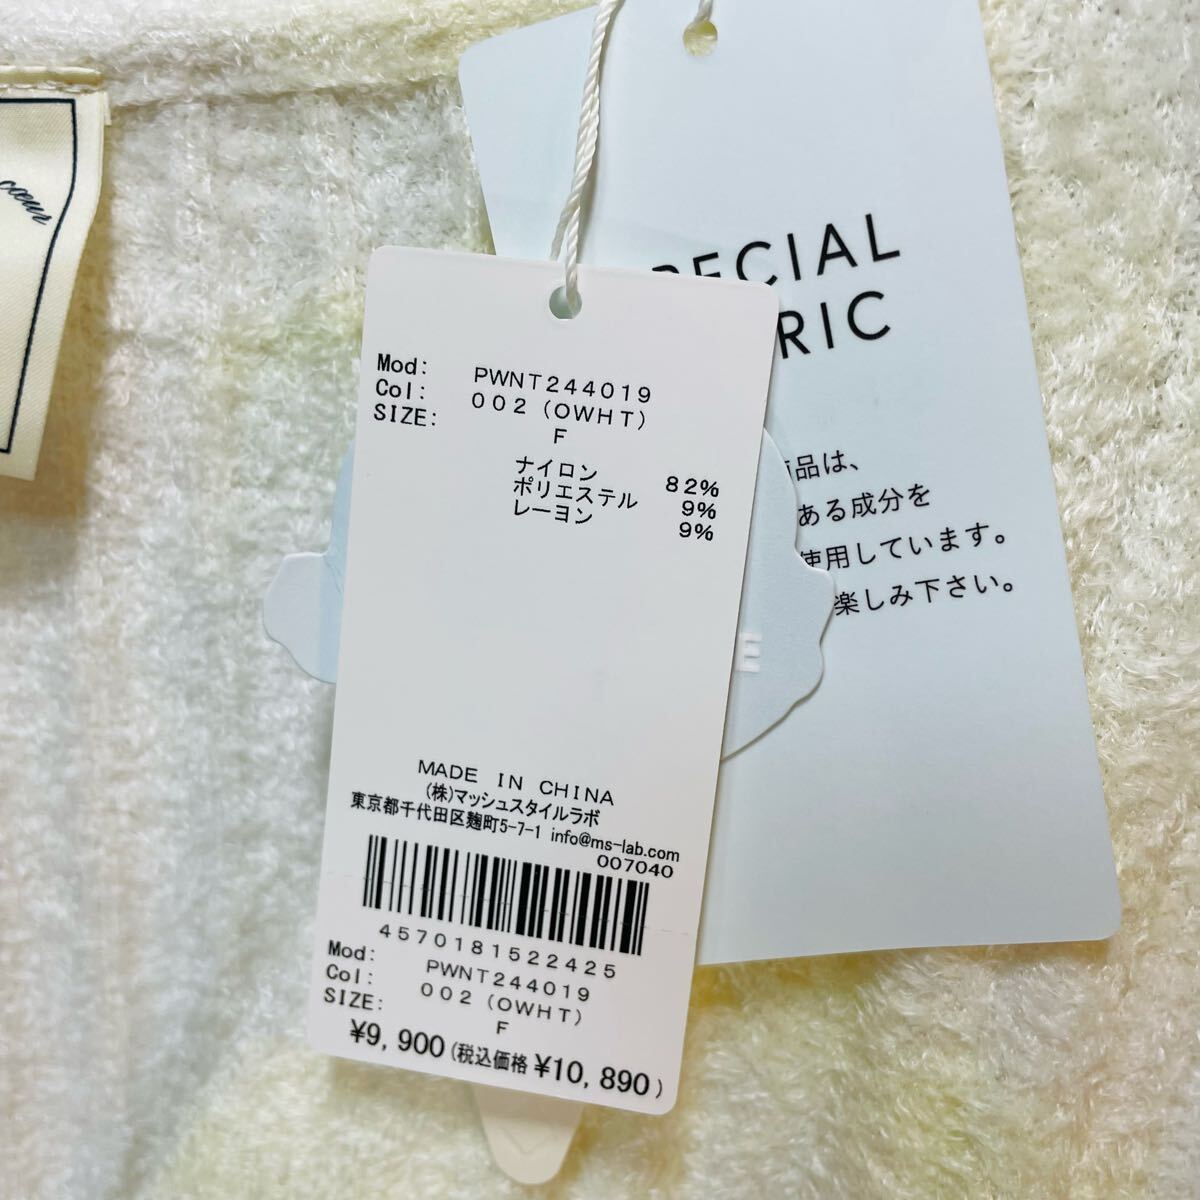 cœur
SPECIAL
FABRIC
商品は、
ある成分を
使用しています。
楽しみ下さい。
E
Mod: PWNT244019
Col: 002 (OWHT)
SIZE: F
ナイロン 82%
ポリエステル 9%
レーヨン 9%
MADE IN CHINA
(株)マッシュスタイルラボ
東京都千代田区麹町5-7-1 info@ms-lab.com
007040
4570181522425
Mod: PWNT244019
Col: 002 (OWHT)
SIZE: F
¥9,900(税込価格 ¥10,890)